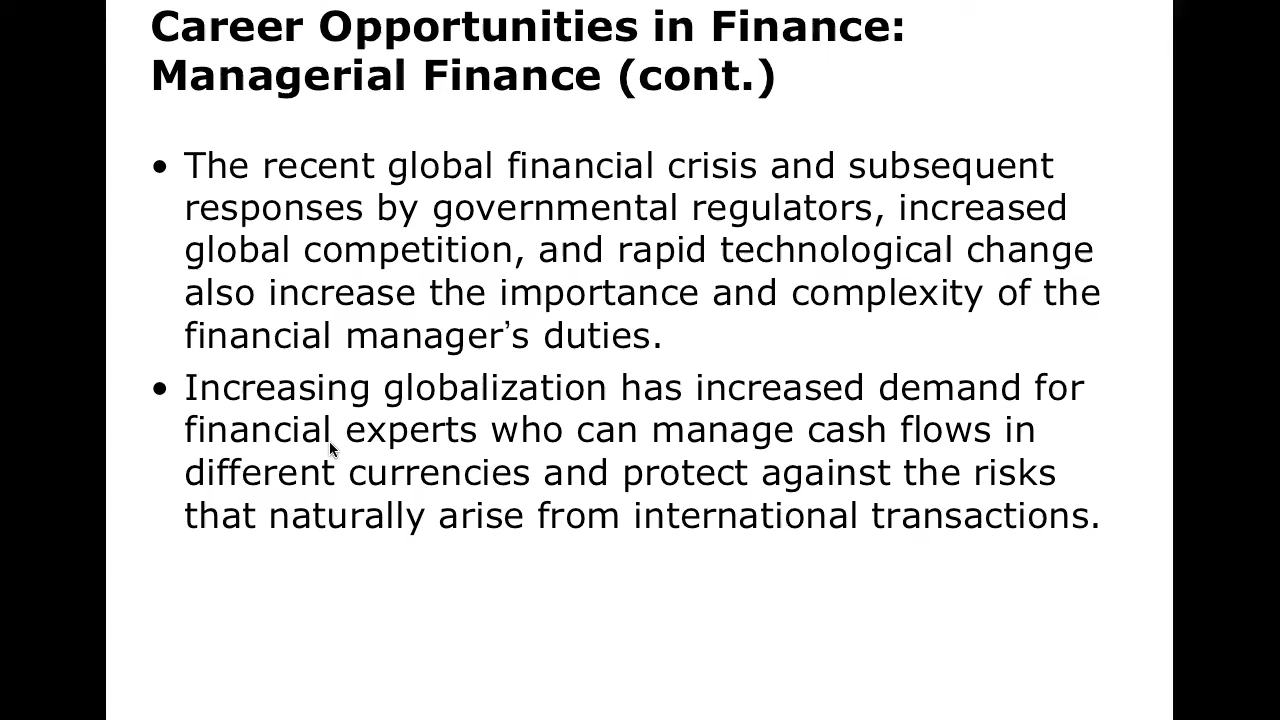 Career Opportunities in Finance:
Managerial Finance (cont.)
• The recent global financial crisis and subsequent
responses by governmental regulators, increased
global competition, and rapid technological change
also increase the importance and complexity of the
financial manager’s duties.
• Increasing globalization has increased demand for
financial experts who can manage cash flows in
different currencies and protect against the risks
that naturally arise from international transactions.